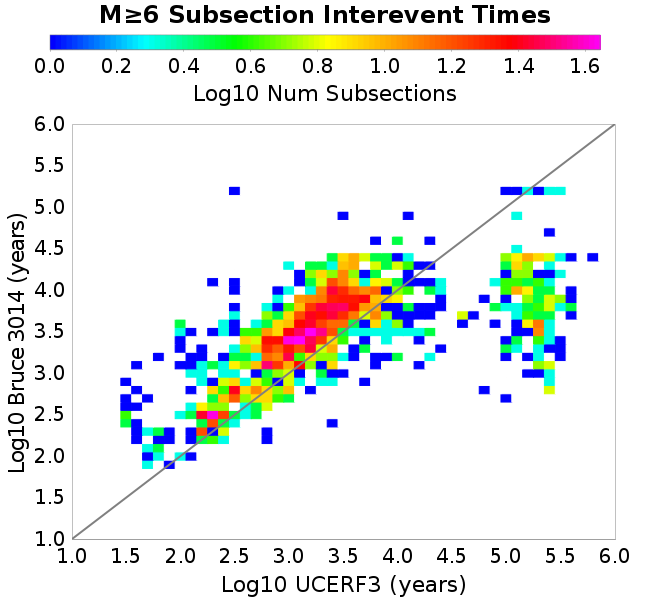 M≥6 Subsection Interevent Times
0.0 0.2 0.4 0.6 0.8 1.0 1.2 1.4 1.6
Log10 Num Subsections
6.0
5.5
5.0
4.5
4.0
3.5
3.0
2.5
2.0
1.5
1.0
Log10 Bruce 3014 (years)
1.0 1.5 2.0 2.5 3.0 3.5 4.0 4.5 5.0 5.5 6.0
Log10 UCERF3 (years)